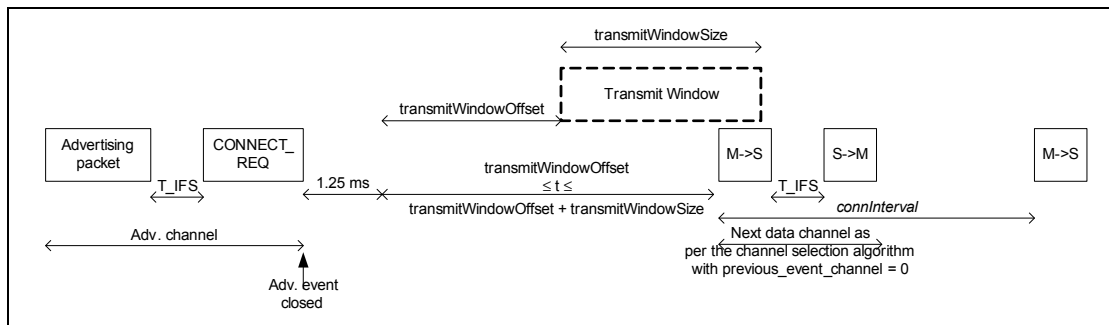 transmitWindowSize
Transmit Window
transmitWindowOffset
Advertising
packet
CONNECT_
REQ
M->S
S->M
M->S
T_IFS
1.25 ms
transmitWindowOffset
≤ t ≤
transmitWindowOffset + transmitWindowSize
T_IFS
connInterval
Adv. channel
Next data channel as
per the channel selection algorithm
with previous_event_channel = 0
Adv. event
closed